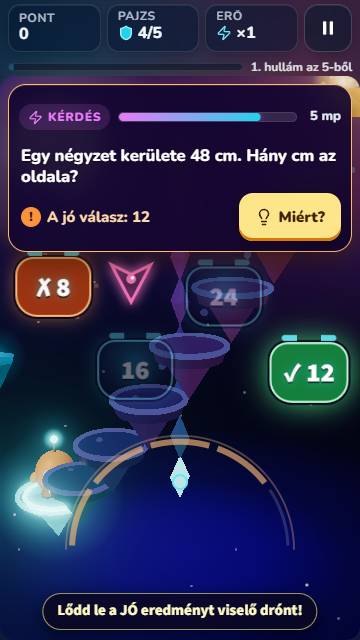 PONT
0
PAJZS
4/5
ERŐ
×1
1. hullám az 5-ből
KÉRDÉS
5 mp
Egy négyzet kerülete 48 cm. Hány cm az
oldala?
! A jó válasz: 12
Miért?
✗ 8
24
16
✓ 12
Lődd le a JÓ eredményt viselő drónt!